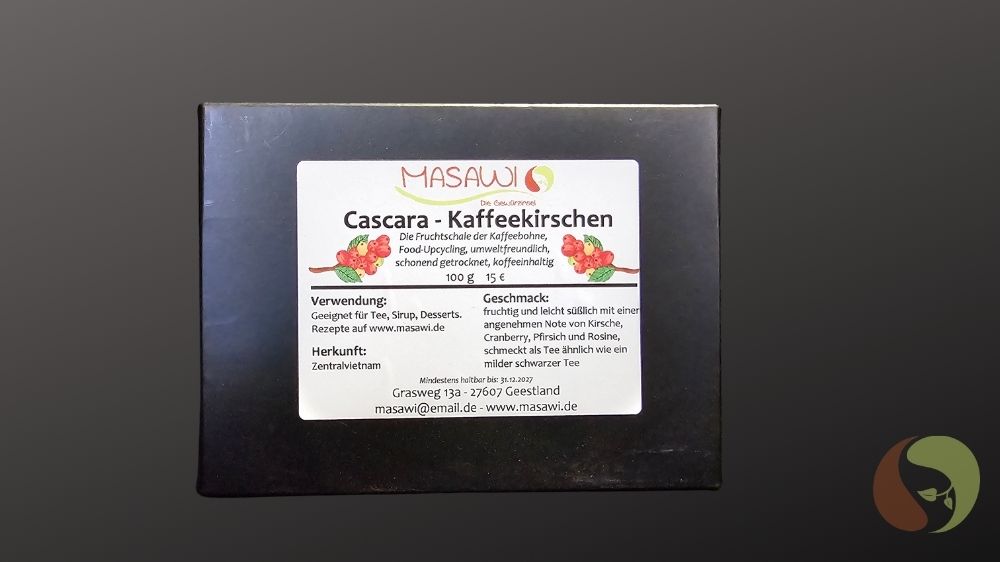 MASAWI
Die Gewürzinsel
Cascara - Kaffeekirschen
Die Fruchtschale der Kaffeebohne,
Food-Upcycling, umweltfreundlich,
schonend getrocknet, koffeeinhaltig
100 g 15 €
Verwendung:
Geeignet für Tee, Sirup, Desserts.
Rezepte auf www.masawi.de
Herkunft:
Zentralvietnam
Geschmack:
fruchtig und leicht süßlich mit einer
angenehmen Note von Kirsche,
Cranberry, Pfirsich und Rosine,
schmeckt als Tee ähnlich wie ein
milder schwarzer Tee
Mindestens haltbar bis: 31.12.2027
Grasweg 13a - 27607 Geestland
masawi@email.de - www.masawi.de